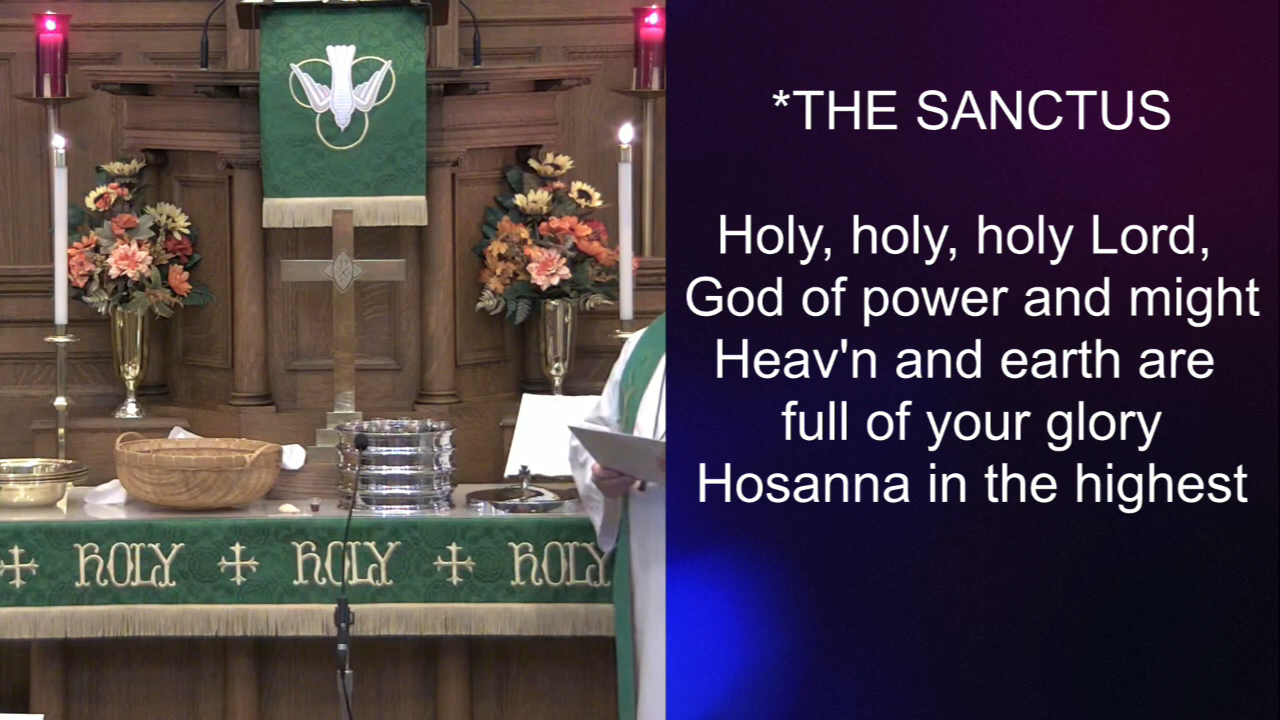 *THE SANCTUS
Holy, holy, holy Lord,
God of power and might
Heav'n and earth are
full of your glory
Hosanna in the highest
HOLY HOLY HOLY